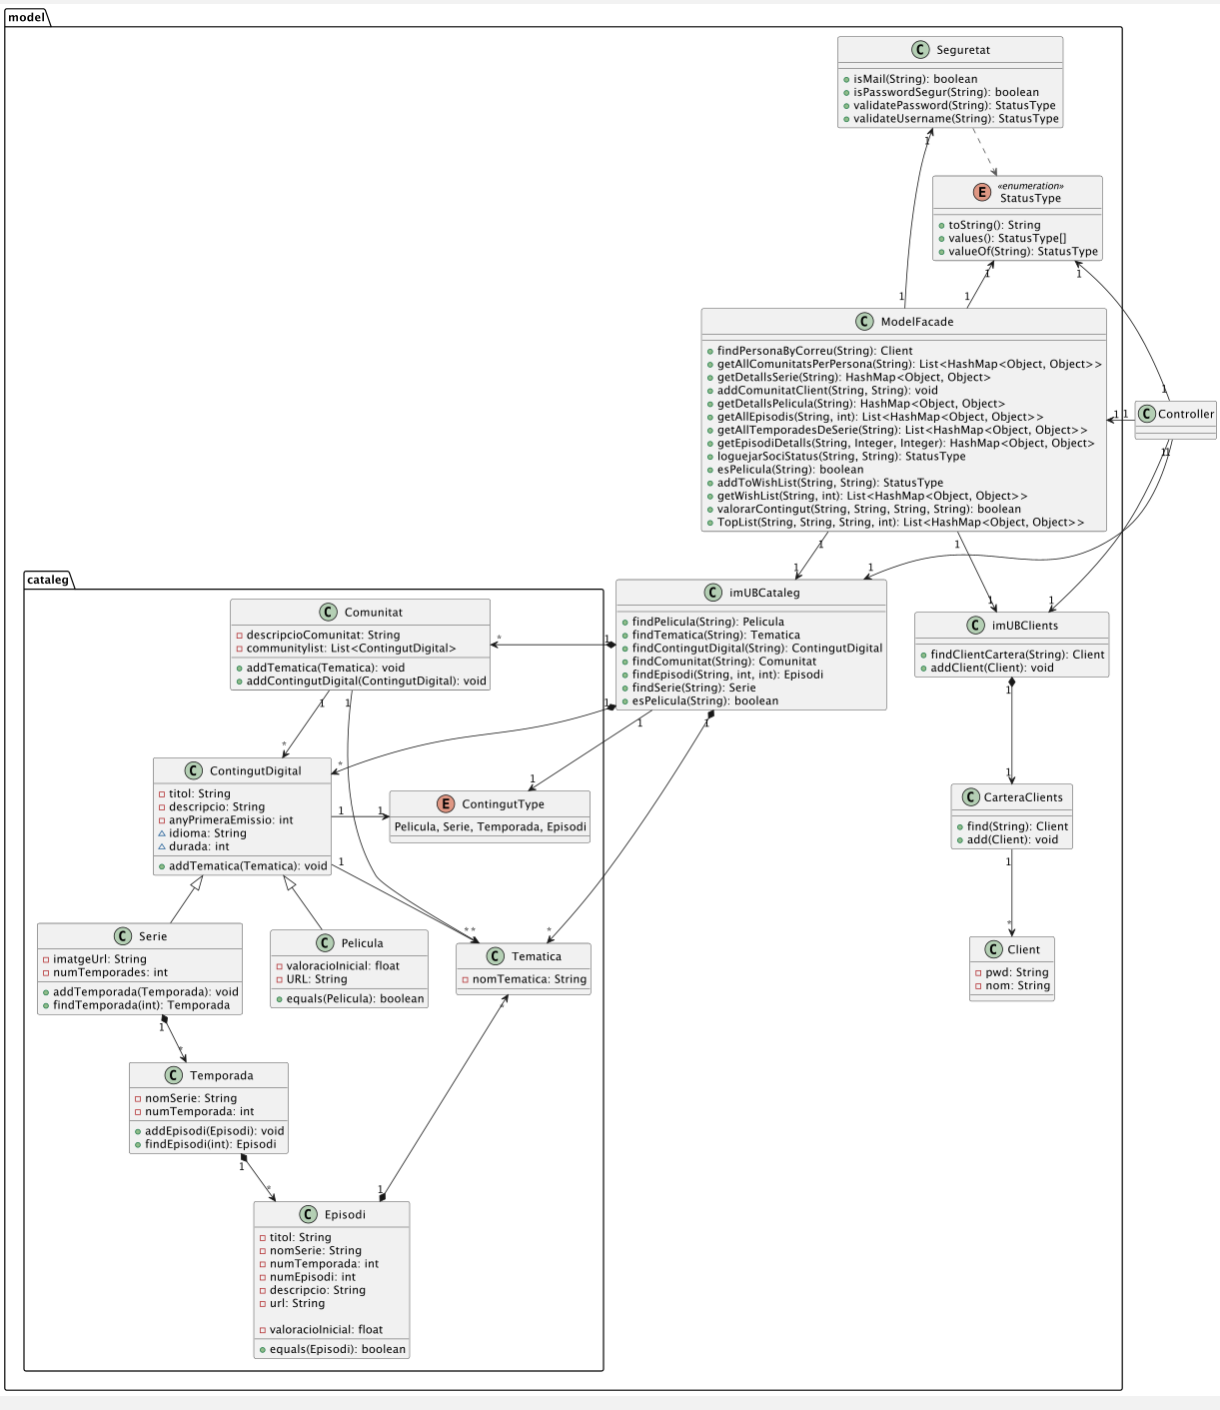 model
C Seguretat
isMail(String): boolean
isPasswordSegur(String): boolean
validatePassword(String): StatusType
validateUsername(String): StatusType
1
E «enumeration»
StatusType
toString(): String
values(): StatusType[]
valueOf(String): StatusType
1
1
1
1
1
C ModelFacade
findPersonaByCorreu(String): Client
getAllComunitatsPerPersona(String): List<HashMap<Object, Object>>
getDetallsSerie(String): HashMap<Object, Object>
addComunitatClient(String, String): void
getDetallsPelicula(String): HashMap<Object, Object>
getAllEpisodis(String, int): List<HashMap<Object, Object>>
getAllTemporadesDeSerie(String): List<HashMap<Object, Object>>
getEpisodiDetalls(String, Integer, Integer): HashMap<Object, Object>
loguejarSociStatus(String, String): StatusType
esPelicula(String): boolean
addToWishList(String, String): StatusType
getWishList(String, int): List<HashMap<Object, Object>>
valorarContingut(String, String, String, String): boolean
TopList(String, String, String, int): List<HashMap<Object, Object>>
1 1
C Controller
1 1
1
1
1
1
1
1
cataleg
C imUBCataleg
findPelicula(String): Pelicula
findTematica(String): Tematica
findContingutDigital(String): ContingutDigital
findComunitat(String): Comunitat
findEpisodi(String, int, int): Episodi
findSerie(String): Serie
esPelicula(String): boolean
C imUBClients
findClientCartera(String): Client
addClient(Client): void
C Comunitat
descripcioComunitat: String
communitylist: List<ContingutDigital>
addTematica(Tematica): void
addContingutDigital(ContingutDigital): void
* 1
1
1
1
1
1
1
*
*
1
1
C ContingutDigital
titol: String
descripcio: String
anyPrimeraEmissio: int
idioma: String
durada: int
addTematica(Tematica): void
1 1
1
E ContingutType
Pelicula, Serie, Temporada, Episodi
C CarteraClients
find(String): Client
add(Client): void
1
*
* *
*
C Serie
imatgeUrl: String
numTemporades: int
addTemporada(Temporada): void
findTemporada(int): Temporada
C Pelicula
valoracioInicial: float
URL: String
equals(Pelicula): boolean
C Tematica
nomTematica: String
C Client
pwd: String
nom: String
*
1
*
C Temporada
nomSerie: String
numTemporada: int
addEpisodi(Episodi): void
findEpisodi(int): Episodi
1
*
1
C Episodi
titol: String
nomSerie: String
numTemporada: int
numEpisodi: int
descripcio: String
url: String
valoracioInicial: float
equals(Episodi): boolean